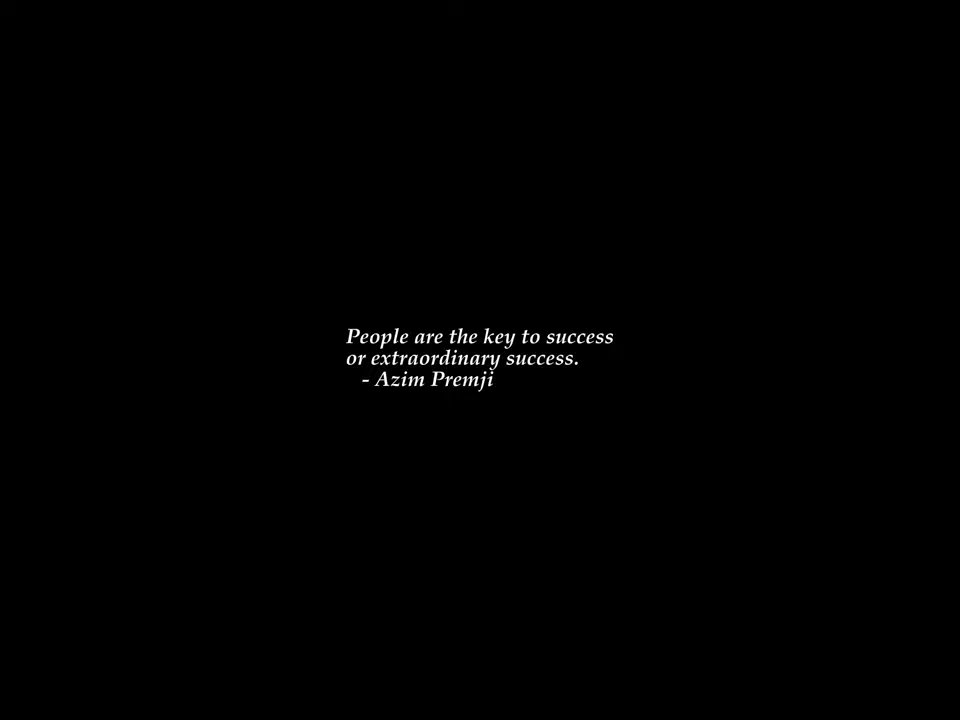 People are the key to success
or extraordinary success.
- Azim Premji